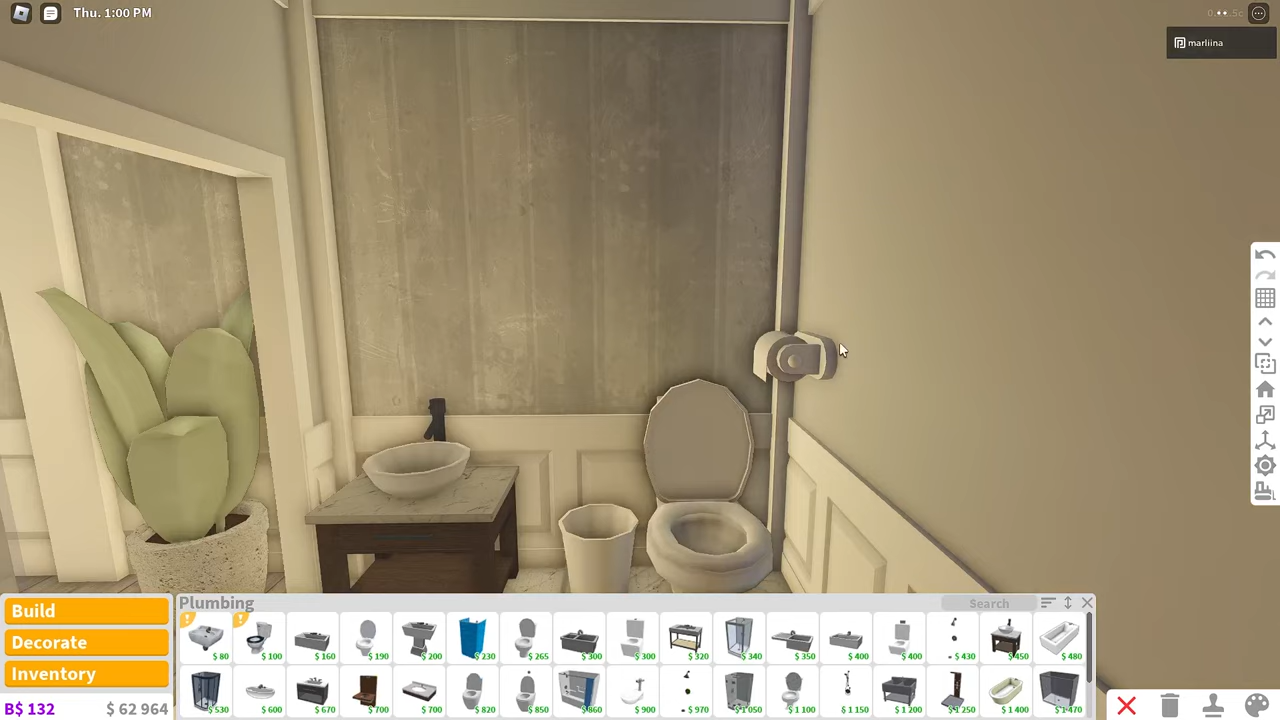 Thu. 1:00 PM
marliina
Plumbing
Search
Build
Decorate
Inventory
B$ 132
$ 62 964
$ 80
$ 100
$ 160
$ 190
$ 200
$ 230
$ 265
$ 300
$ 300
$ 320
$ 340
$ 350
$ 400
$ 400
$ 430
$ 450
$ 480
$ 530
$ 600
$ 670
$ 700
$ 700
$ 820
$ 850
$ 860
$ 900
$ 970
$ 1 050
$ 1 100
$ 1 150
$ 1 200
$ 1 250
$ 1 400
$ 1 470